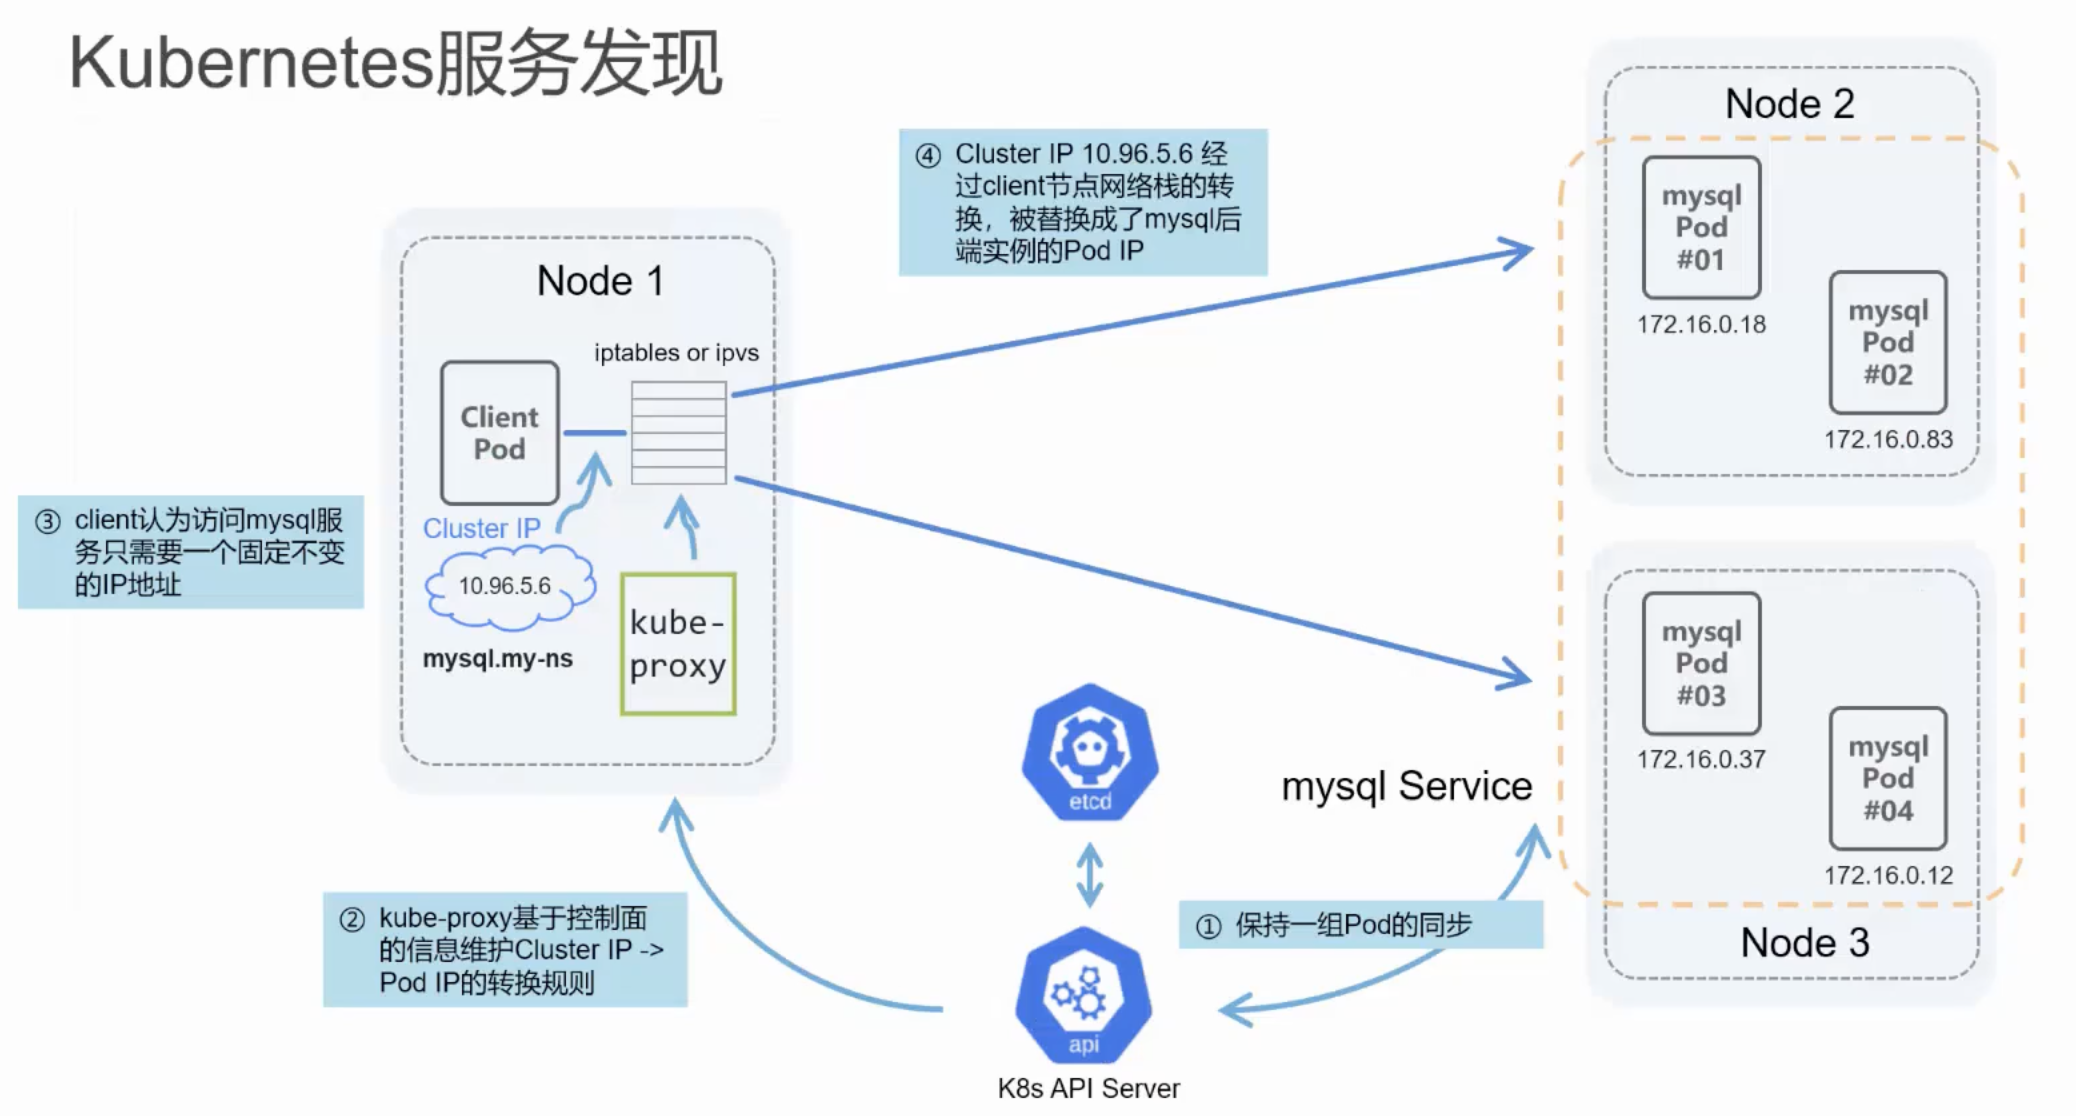 Kubernetes服务发现
④ Cluster IP 10.96.5.6 经
过client节点网络栈的转
换，被替换成了mysql后
端实例的Pod IP
Node 1
iptables or ipvs
Client
Pod
Cluster IP
10.96.5.6
mysql.my-ns
kube-
proxy
③ client认为访问mysql服
务只需要一个固定不变
的IP地址
② kube-proxy基于控制面
的信息维护Cluster IP ->
Pod IP的转换规则
etcd
api
K8s API Server
① 保持一组Pod的同步
mysql Service
Node 2
mysql
Pod
#01
172.16.0.18
mysql
Pod
#02
172.16.0.83
mysql
Pod
#03
172.16.0.37
mysql
Pod
#04
172.16.0.12
Node 3